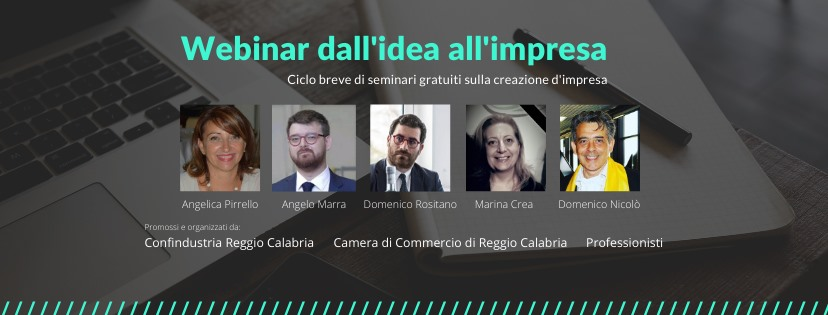 Webinar dall'idea all'impresa
Ciclo breve di seminari gratuiti sulla creazione d'impresa
Angelica Pirrello
Angelo Marra
Domenico Rositano
Marina Crea
Domenico Nicolò
Promossi e organizzati da:
Confindustria Reggio Calabria
Camera di Commercio di Reggio Calabria
Professionisti